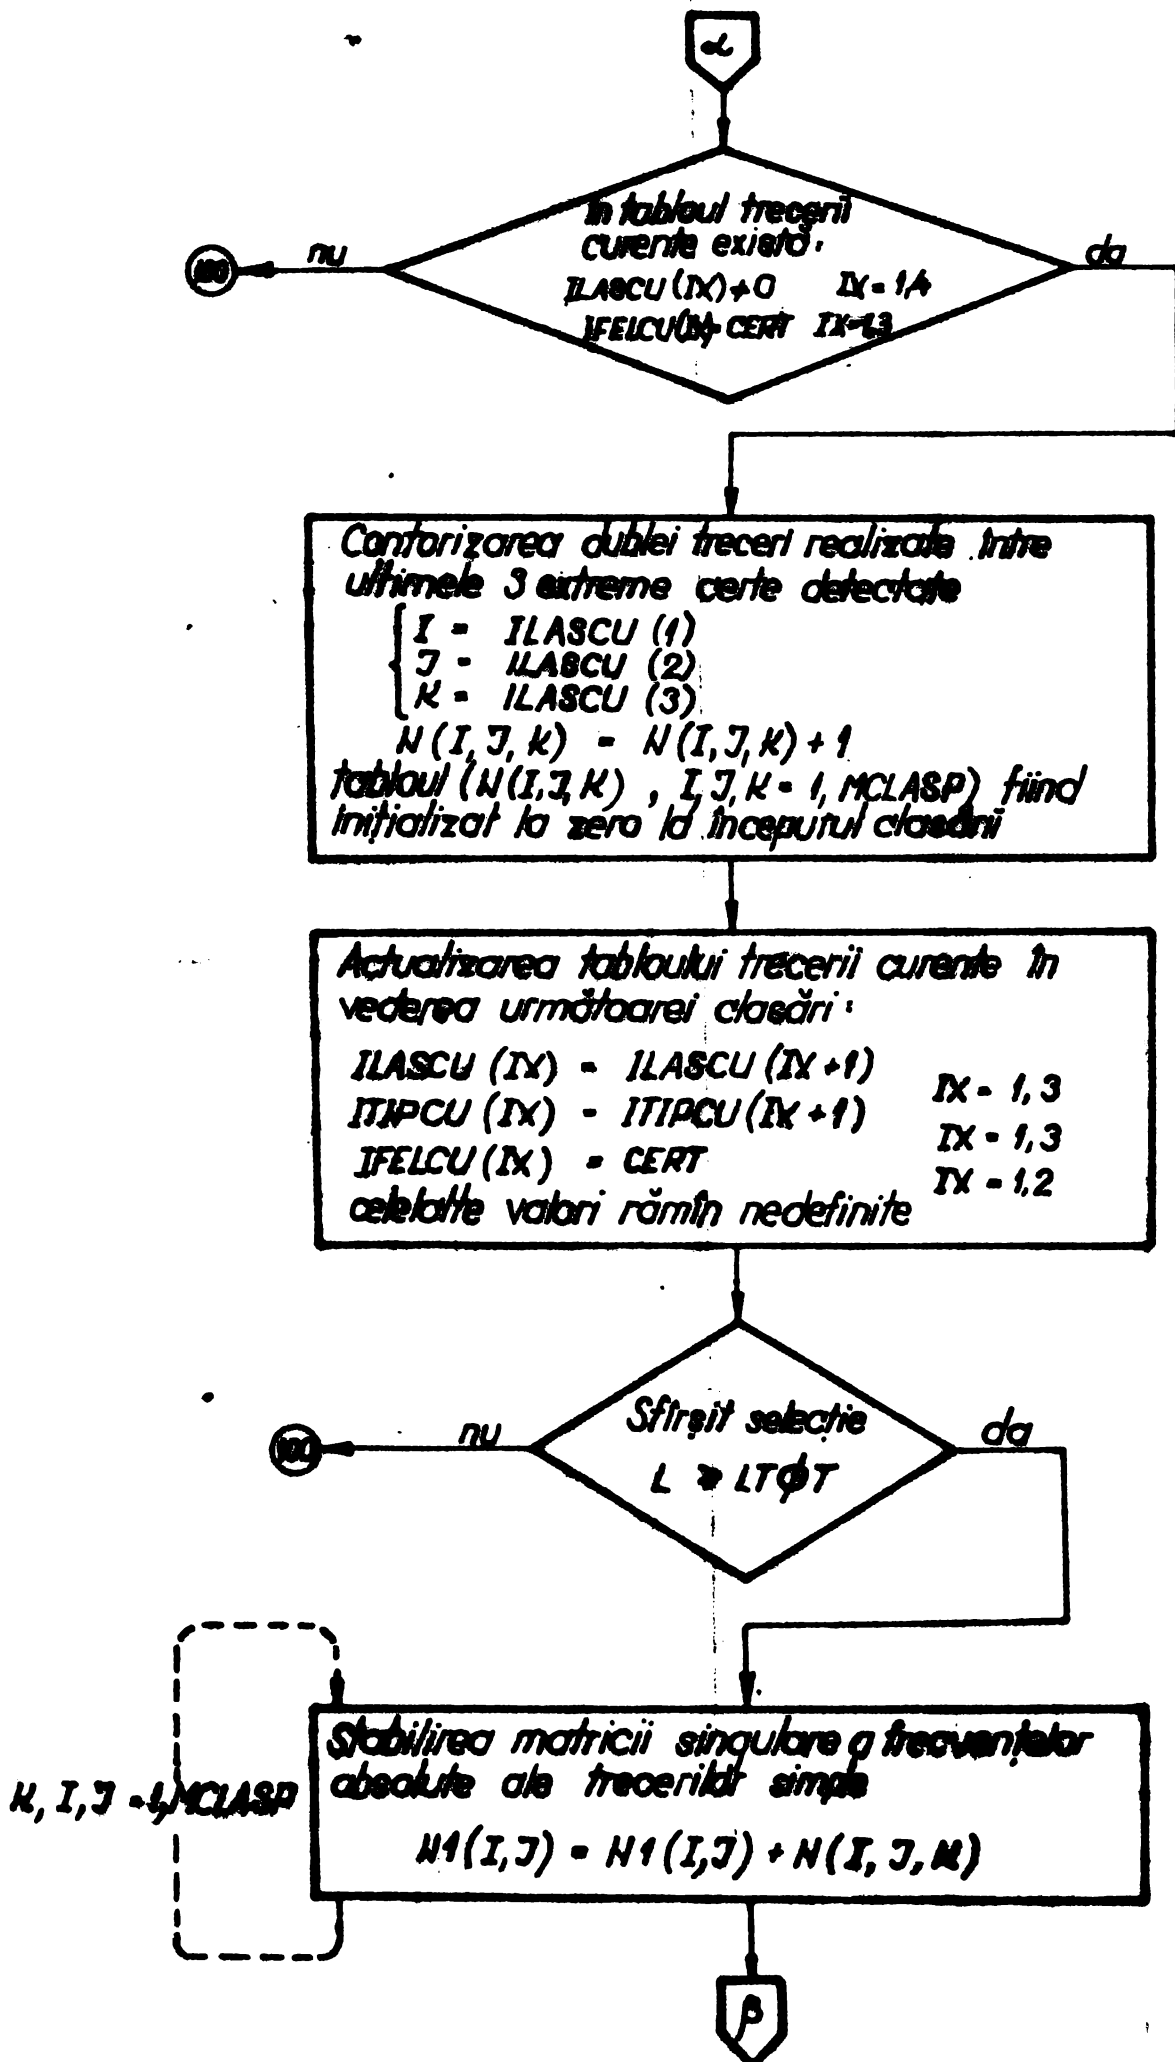 α
În tabloul trecerii
curente există:
ILASCU (IX) ≠ 0 IX = 1,4
IFELCU(IX) = CERT IX=1,3
nu
da
100
Contorizarea dublei treceri realizate între
ultimele 3 extreme certe detectate
I = ILASCU (1)
J = ILASCU (2)
K = ILASCU (3)
N(I, J, K) = N(I, J, K) + 1
tabloul (N(I, J, K) , I, J, K = 1, MCLASP) fiind
inițializat la zero la începutul clasării
Actualizarea tabloului trecerii curente în
vederea următoarei clasări :
ILASCU (IX) = ILASCU (IX+1) IX = 1, 3
ITIPCU (IX) = ITIPCU (IX+1) IX = 1, 3
IFELCU (IX) = CERT IX = 1,2
celelalte valori rămîn nedefinite
Sfîrșit selecție
L ≥ LTØT
nu
da
100
Stabilirea matricii singulare a frecvențelor
absolute ale trecerilor simple
N1(I,J) = N1(I,J) + N(I, J, K)
K, I, J = 1, MCLASP
β